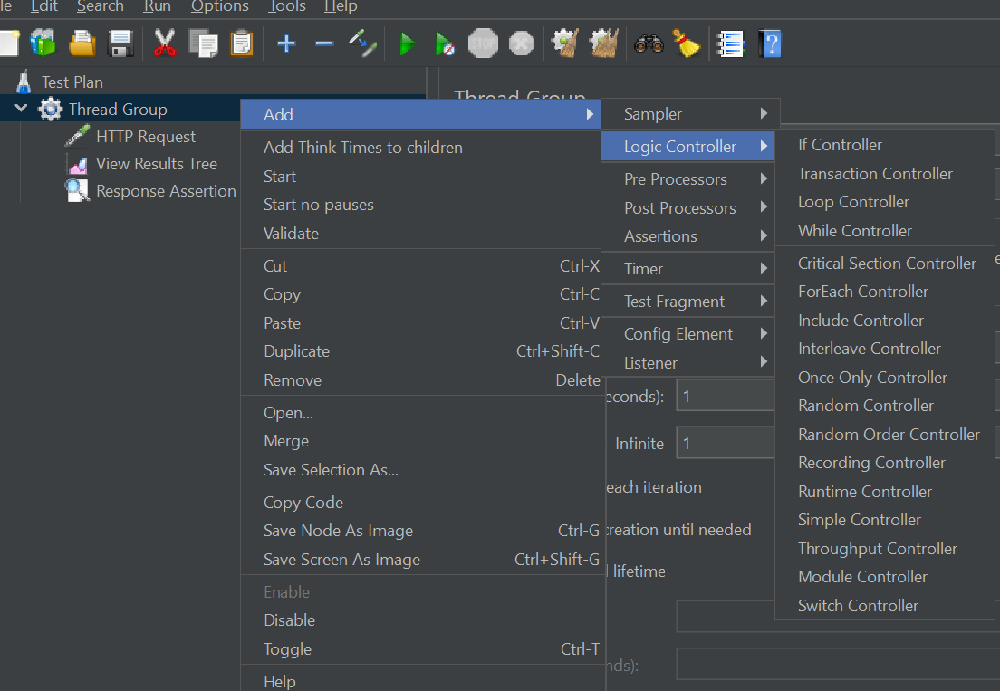 le Edit Search Run Options Tools Help
STOP
Test Plan
Thread Group
HTTP Request
View Results Tree
Response Assertion
Thread Group
Add
Add Think Times to children
Start
Start no pauses
Validate
Cut Ctrl-X
Copy Ctrl-C
Paste Ctrl-V
Duplicate Ctrl+Shift-C
Remove Delete
Open...
Merge
Save Selection As...
Copy Code
Save Node As Image Ctrl-G
Save Screen As Image Ctrl+Shift-G
Enable
Disable
Toggle Ctrl-T
Help
Sampler
Logic Controller
Pre Processors
Post Processors
Assertions
Timer
Test Fragment
Config Element
Listener
If Controller
Transaction Controller
Loop Controller
While Controller
Critical Section Controller
ForEach Controller
Include Controller
Interleave Controller
Once Only Controller
Random Controller
Random Order Controller
Recording Controller
Runtime Controller
Simple Controller
Throughput Controller
Module Controller
Switch Controller
econds): 1
Infinite 1
each iteration
creation until needed
lifetime
nds):